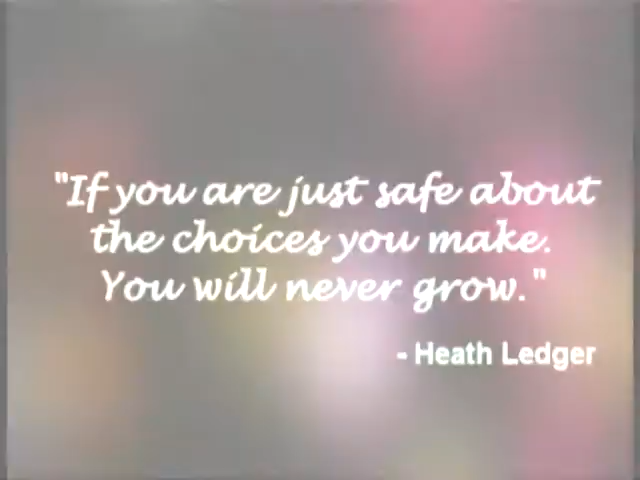 "If you are just safe about
the choices you make.
You will never grow."
- Heath Ledger